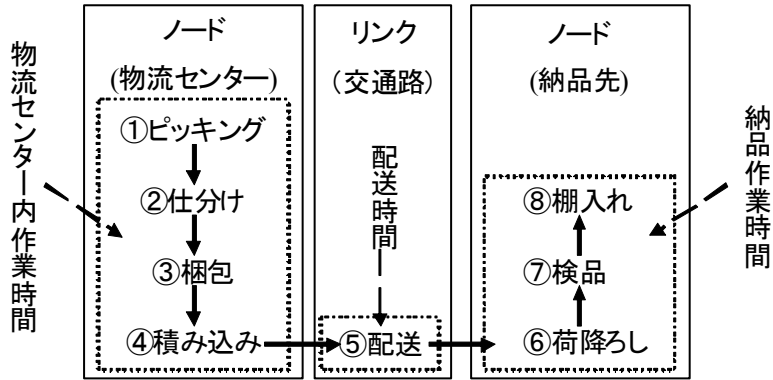 物流センター内作業時間
ノード
(物流センター)
①ピッキング
②仕分け
③梱包
④積み込み
リンク
(交通路)
配送時間
⑤配送
ノード
(納品先)
⑧棚入れ
⑦検品
⑥荷降ろし
納品作業時間